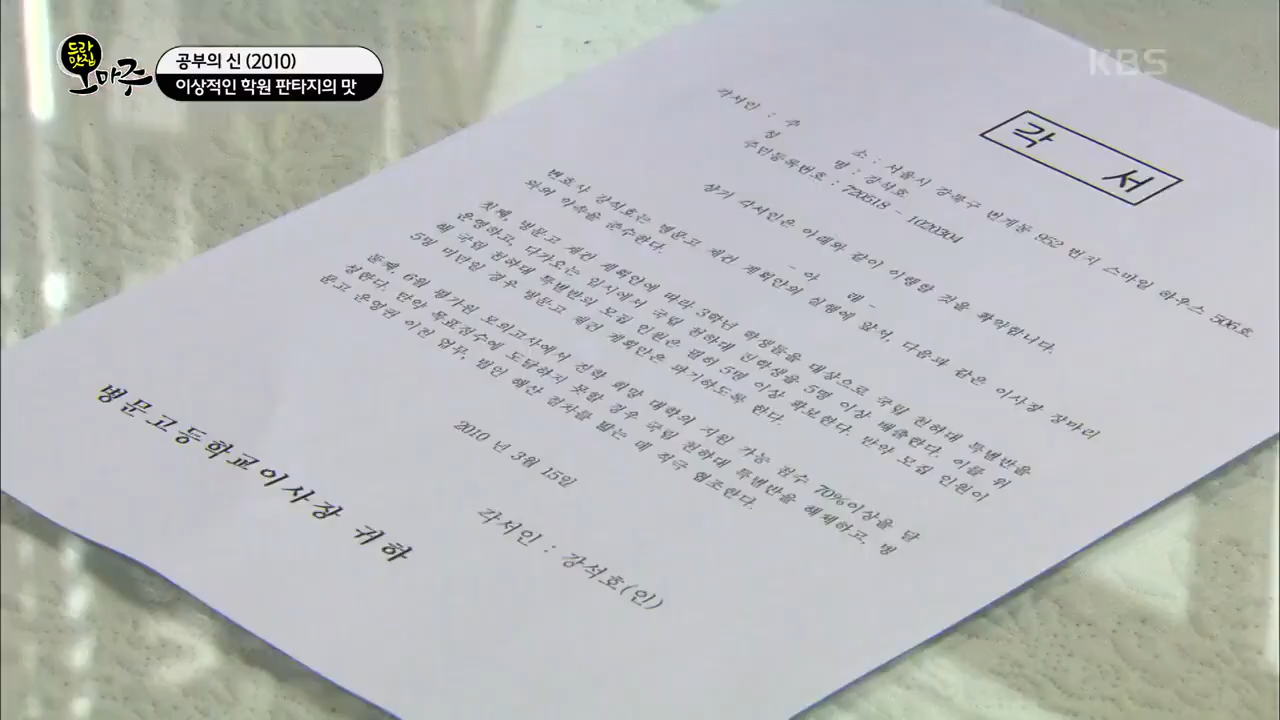 드라
맛집
오마주
공부의 신 (2010)
이상적인 학원 판타지의 맛
KBS
각 서
각서인 : 주 소 : 서울시 강북구 번개동 952 번지 스마일 하우스 506호
성 명 : 강석호
주민등록번호 : 720518 - 1020304
상기 각서인은 아래와 같이 이행할 것을 확약합니다.
- 아 래 -
변호사 강석호는 병문고 재건 계획안의 실행에 앞서, 다음과 같은 이사장 장마리
와의 약속을 준수한다.
첫째, 병문고 재건 계획안에 따라 3학년 학생들을 대상으로 국립 천하대 특별반을
운영하고, 다가오는 입시에서 국립 천하대 진학생을 5명 이상 배출한다. 이를 위
해 국립 천하대 특별반의 모집 인원은 필히 5명 이상 확보한다. 만약 모집 인원이
5명 미만일 경우 병문고 재건 계획안은 파기하도록 한다.
둘째, 6월 평가원 모의고사에서 진학 희망 대학의 지원 가능 점수 70%이상을 달
성한다. 만약 목표점수에 도달하지 못할 경우 국립 천하대 특별반을 해체하고, 병
문고 운영권 이전 업무, 법인 해산 절차를 밟는 데 적극 협조한다.
2010 년 3월 15일
각서인 : 강석호(인)
병문고등학교이사장 귀하